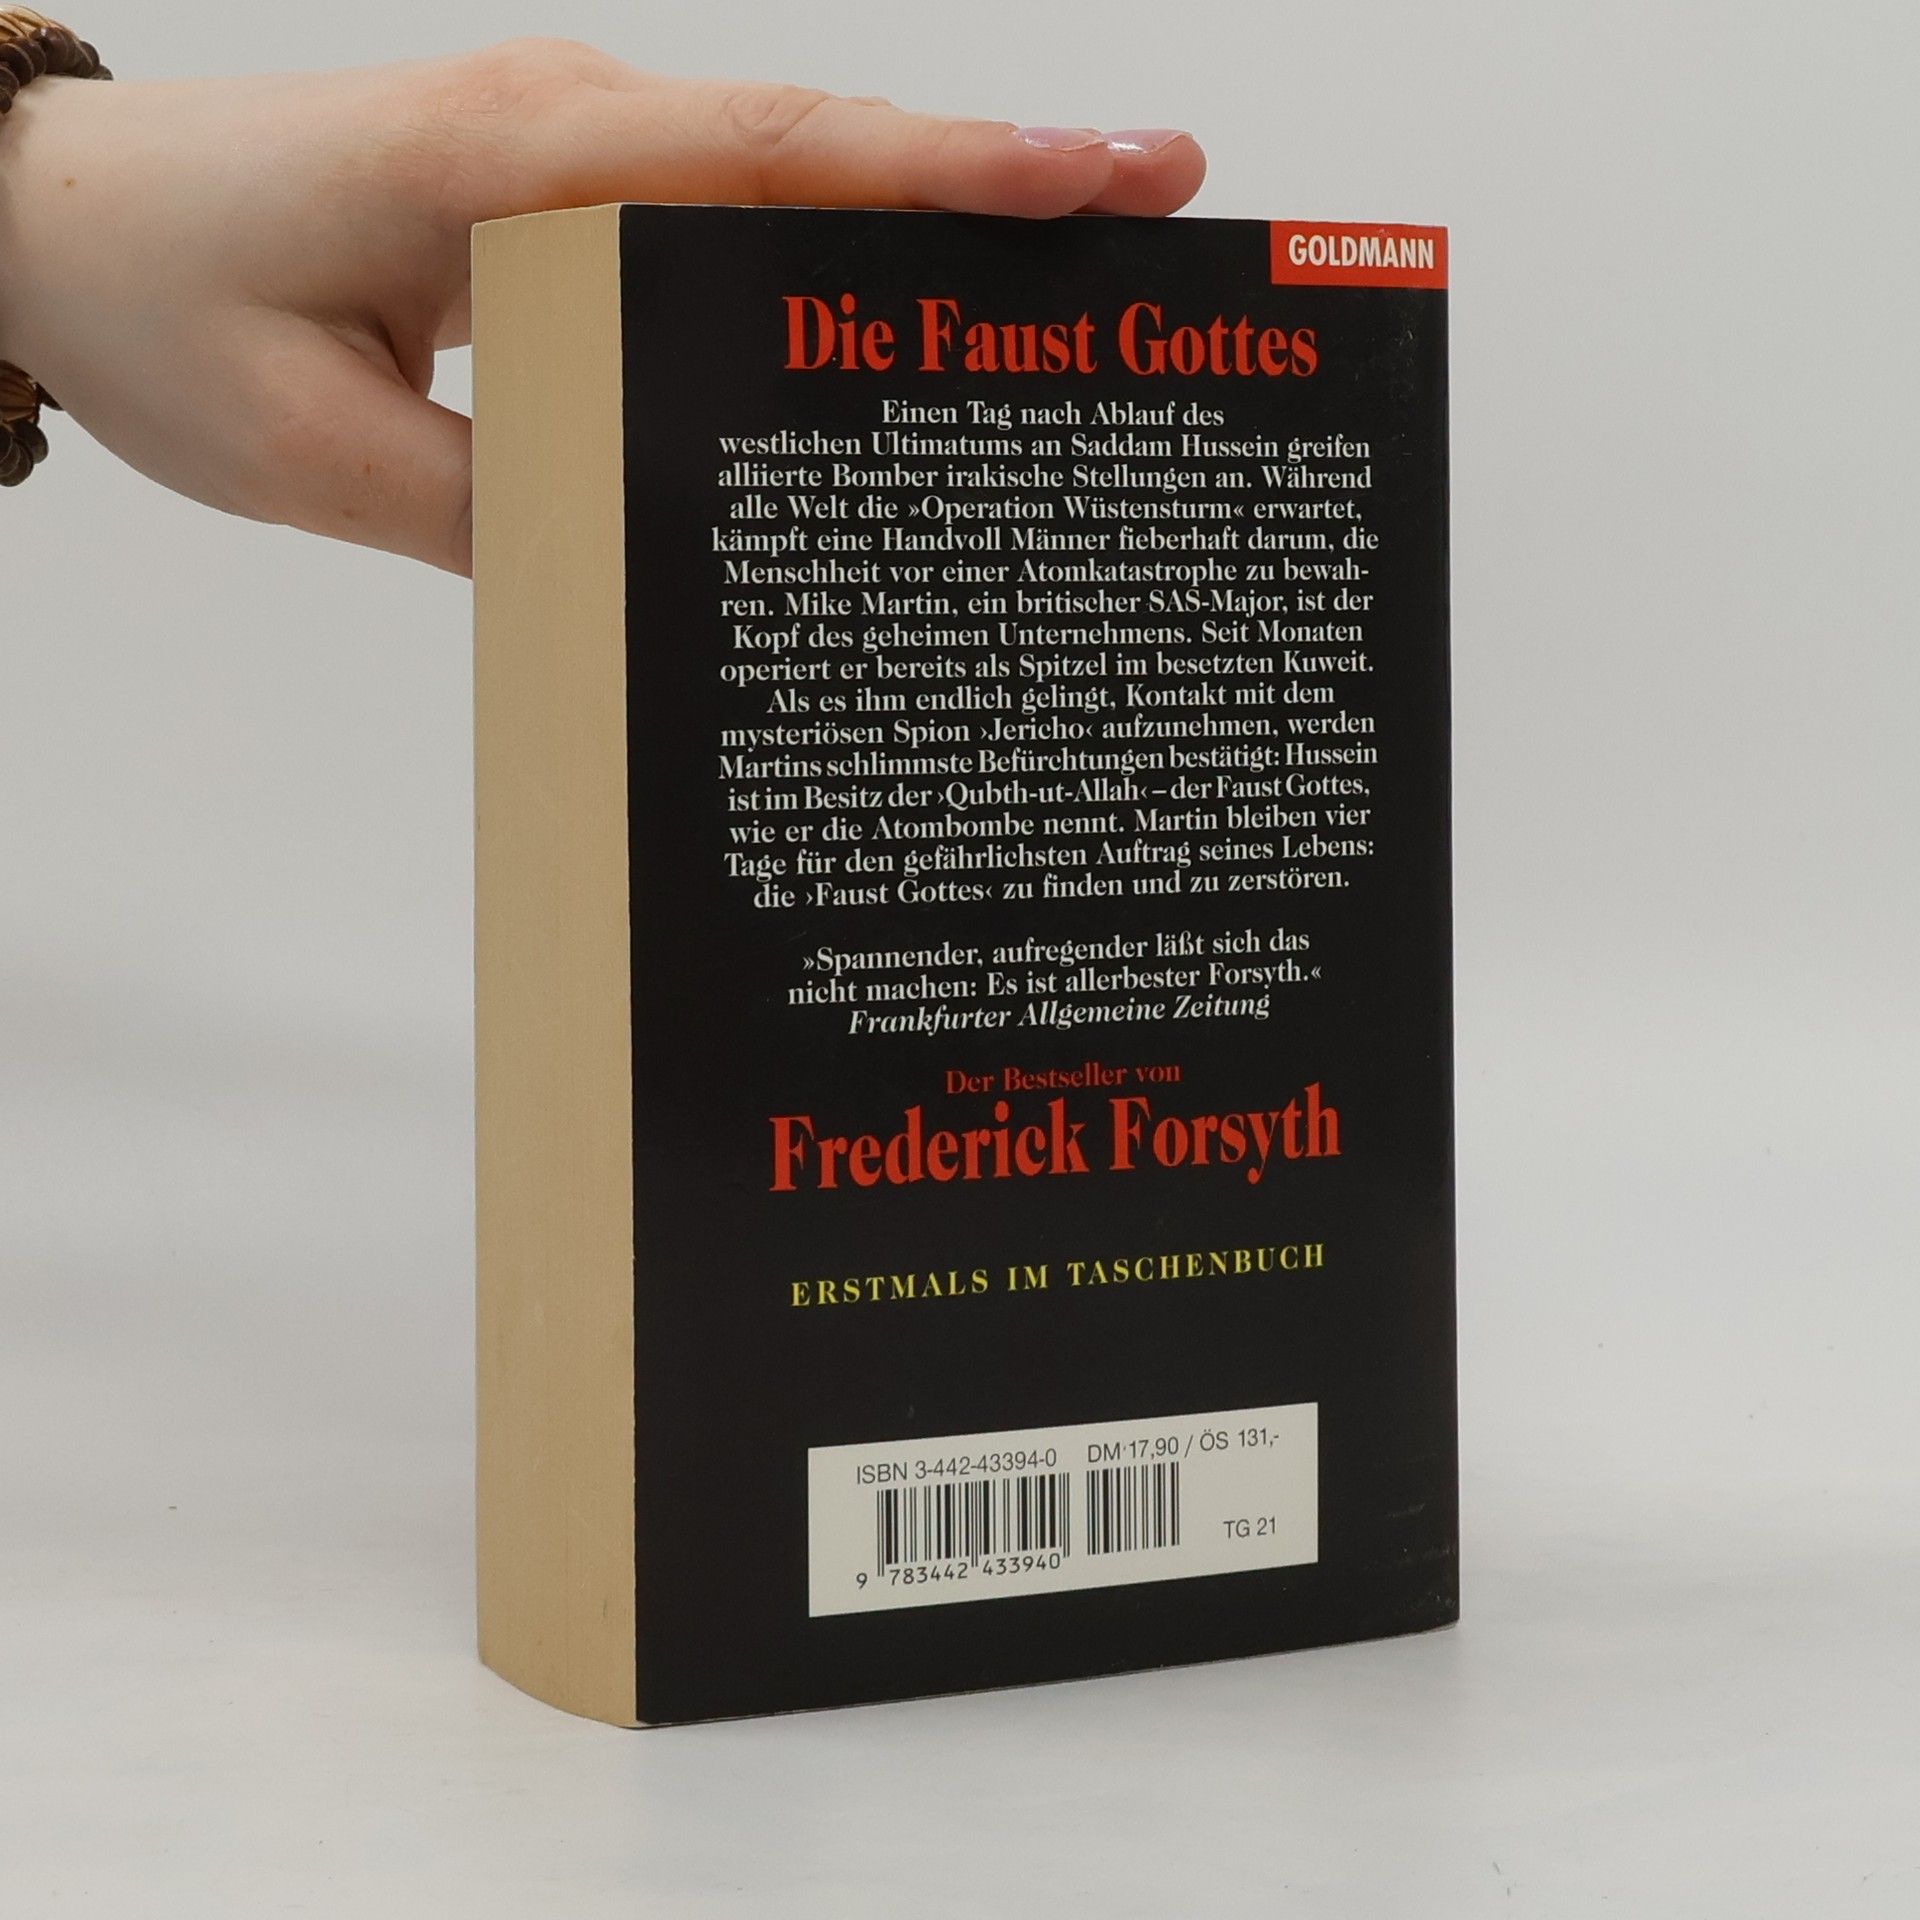 GOLDMANN
Die Faust Gottes
Einen Tag nach Ablauf des
westlichen Ultimatums an Saddam Hussein greifen
alliierte Bomber irakische Stellungen an. Während
alle Welt die »Operation Wüstensturm« erwartet,
kämpft eine Handvoll Männer fieberhaft darum, die
Menschheit vor einer Atomkatastrophe zu bewah-
ren. Mike Martin, ein britischer SAS-Major, ist der
Kopf des geheimen Unternehmens. Seit Monaten
operiert er bereits als Spitzel im besetzten Kuweit.
Als es ihm endlich gelingt, Kontakt mit dem
mysteriösen Spion ›Jericho‹ aufzunehmen, werden
Martins schlimmste Befürchtungen bestätigt: Hussein
ist im Besitz der ›Qubth-ut-Allah‹ – der Faust Gottes,
wie er die Atombombe nennt. Martin bleiben vier
Tage für den gefährlichsten Auftrag seines Lebens:
die ›Faust Gottes‹ zu finden und zu zerstören.
»Spannender, aufregender läßt sich das
nicht machen: Es ist allerbester Forsyth.«
Frankfurter Allgemeine Zeitung
Der Bestseller von
Frederick Forsyth
ERSTMALS IM TASCHENBUCH
ISBN 3-442-43394-0 DM 17,90 / ÖS 131,-
TG 21
9 783442 433940